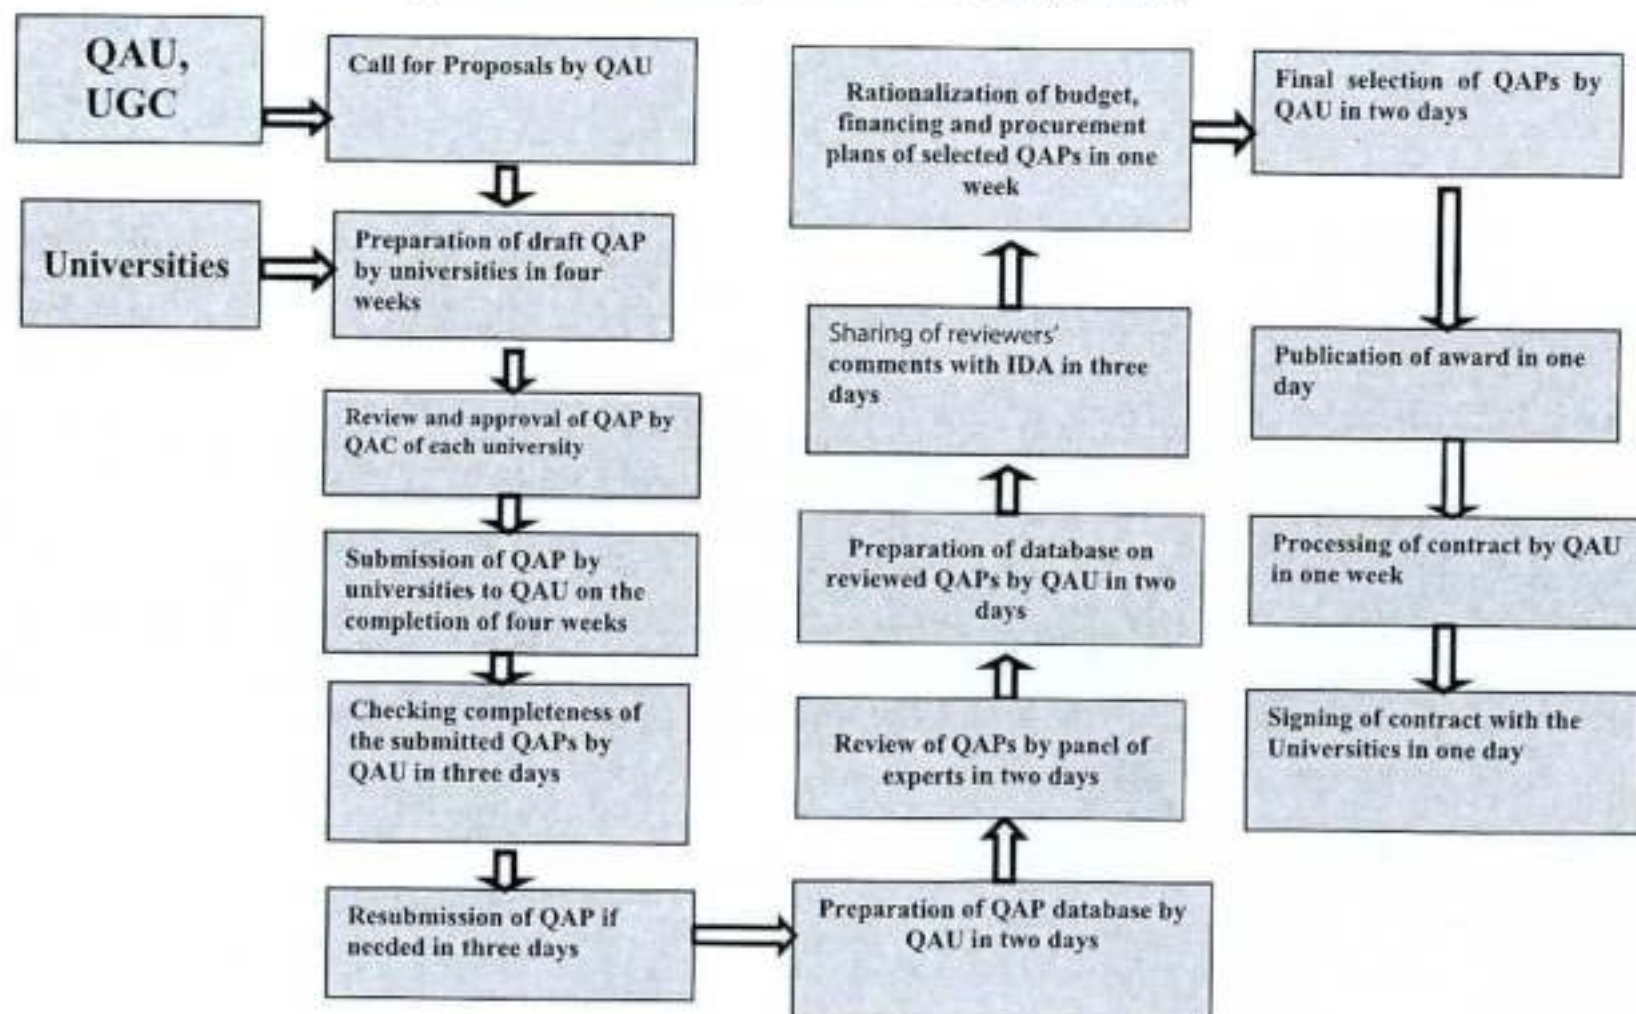 QAU,
UGC
Call for Proposals by QAU
Universities
Preparation of draft QAP
by universities in four
weeks
Review and approval of QAP by
QAC of each university
Submission of QAP by
universities to QAU on the
completion of four weeks
Checking completeness of
the submitted QAPs by
QAU in three days
Resubmission of QAP if
needed in three days
Preparation of QAP database by
QAU in two days
Review of QAPs by panel of
experts in two days
Preparation of database on
reviewed QAPs by QAU in two
days
Sharing of reviewers'
comments with IDA in three
days
Rationalization of budget,
financing and procurement
plans of selected QAPs in one
week
Final selection of QAPs by
QAU in two days
Publication of award in one
day
Processing of contract by QAU
in one week
Signing of contract with the
Universities in one day